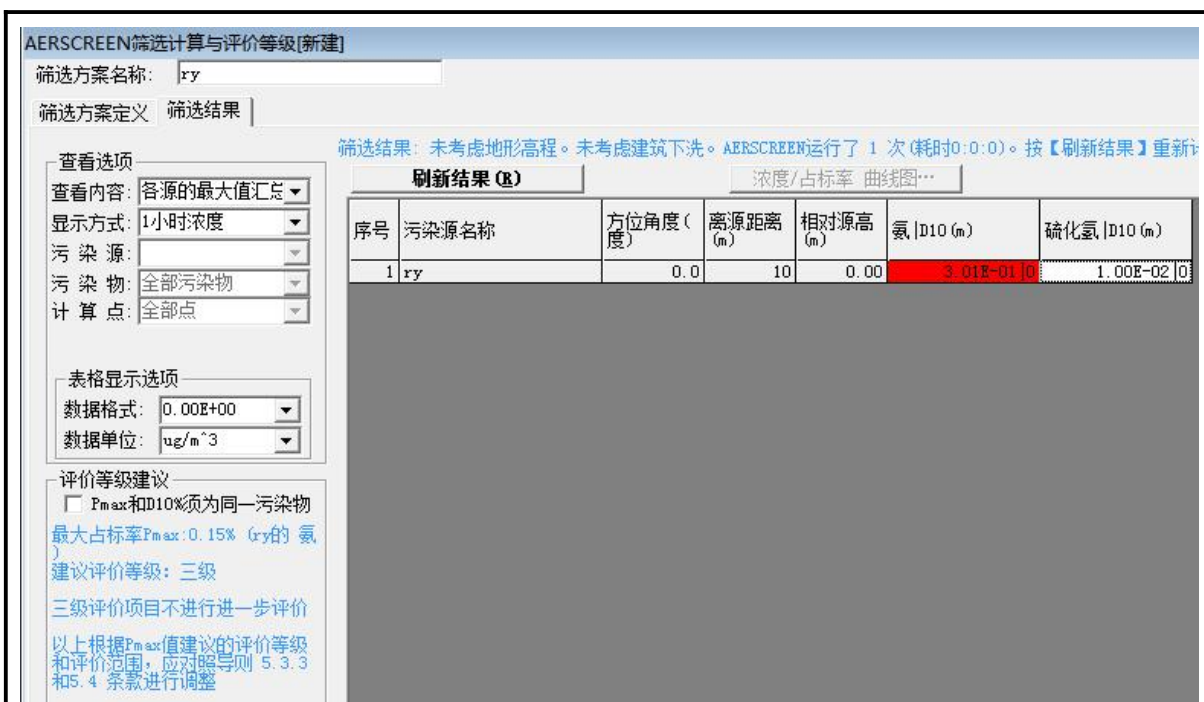 AERSCREEN筛选计算与评价等级[新建]
筛选方案名称: ry
筛选方案定义 筛选结果
筛选结果: 未考虑地形高程。未考虑建筑下洗。AERSCREEN运行了 1 次(耗时0:0:0)。按【刷新结果】重新
查看选项
查看内容: 各源的最大值汇总
显示方式: 1小时浓度
污 染 源:
污 染 物: 全部污染物
计 算 点: 全部点
表格显示选项
数据格式: 0.00E+00
数据单位: ug/m^3
评价等级建议
Pmax和D10%须为同一污染物
最大占标率Pmax:0.15% (ry的 氨
)
建议评价等级: 三级
三级评价项目不进行进一步评价
以上根据Pmax值建议的评价等级
和评价范围,应对照导则 5.3.3
和5.4 条款进行调整
刷新结果(R) 浓度/占标率 曲线图…
序号 污染源名称 方位角度(度) 离源距离(m) 相对源高(m) 氨|D10(m) 硫化氢|D10(m)
1 ry 0.0 10 0.00 3.01E-01|0 1.00E-02|0